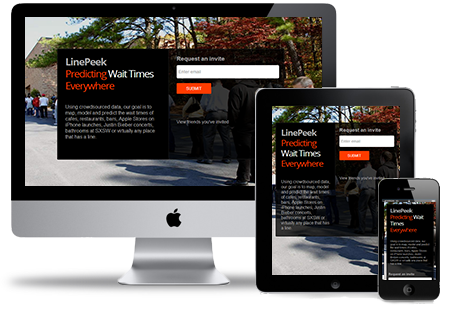 LinePeek
Predicting Wait Times
Everywhere
Using crowdsourced data, our goal is to
map, model and predict the wait times of
cafes, restaurants, bars, Apple Stores on
iPhone launches, Justin Bieber concerts,
bathrooms at SXSW or virtually any place
that has a line.
Request an Invite
Enter email
SUBMIT
View friends you've invited
LinePeek
Predicting
Wait Times
Everywhere
Using crowdsourced data,
our goal is to map, model
and predict the wait times
of cafes, restaurants,
bars, Apple Stores on
iPhone launches, Justin
Bieber concerts,
bathrooms at SXSW or
virtually any place that
has a line.
Request an Invite
Enter email
SUBMIT
View friends you've invited
LinePeek
Predicting Wait
Times
Everywhere
Request an Invite